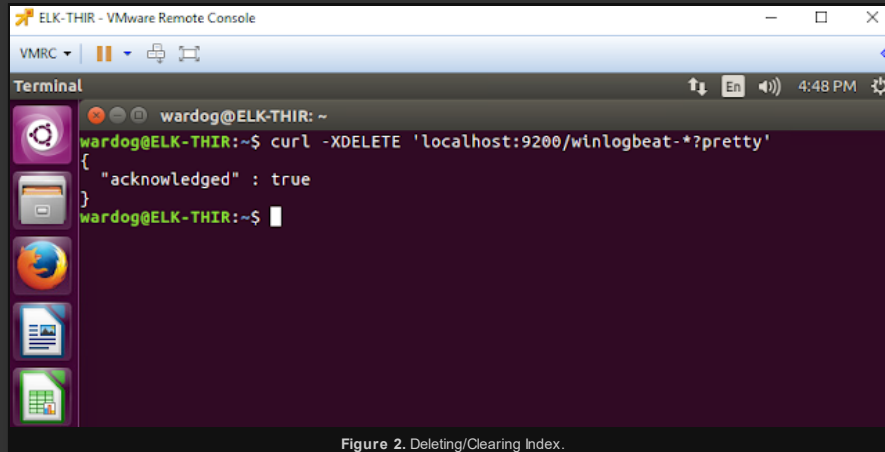 ELK-THIR - VMware Remote Console
VMRC
Terminal En 4:48 PM
wardog@ELK-THIR: ~
wardog@ELK-THIR:~$ curl -XDELETE 'localhost:9200/winlogbeat-*?pretty'
{
  "acknowledged" : true
}
wardog@ELK-THIR:~$
Figure 2. Deleting/Clearing Index.